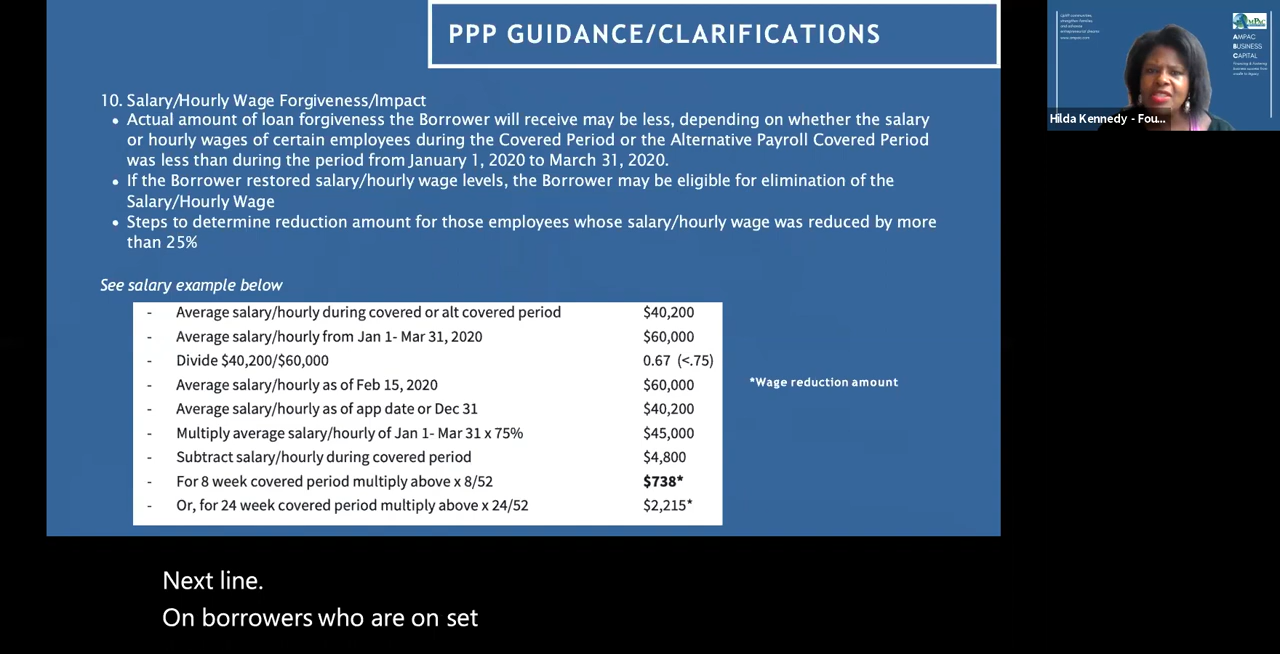 PPP GUIDANCE/CLARIFICATIONS
10. Salary/Hourly Wage Forgiveness/Impact
• Actual amount of loan forgiveness the Borrower will receive may be less, depending on whether the salary
or hourly wages of certain employees during the Covered Period or the Alternative Payroll Covered Period
was less than during the period from January 1, 2020 to March 31, 2020.
• If the Borrower restored salary/hourly wage levels, the Borrower may be eligible for elimination of the
Salary/Hourly Wage
• Steps to determine reduction amount for those employees whose salary/hourly wage was reduced by more
than 25%
See salary example below
- Average salary/hourly during covered or alt covered period $40,200
- Average salary/hourly from Jan 1- Mar 31, 2020 $60,000
- Divide $40,200/$60,000 0.67 (<.75)
- Average salary/hourly as of Feb 15, 2020 $60,000
- Average salary/hourly as of app date or Dec 31 $40,200
- Multiply average salary/hourly of Jan 1- Mar 31 x 75% $45,000
- Subtract salary/hourly during covered period $4,800
- For 8 week covered period multiply above x 8/52 $738*
- Or, for 24 week covered period multiply above x 24/52 $2,215*
*Wage reduction amount
AMPAC
BUSINESS
CAPITAL
Hilda Kennedy - Fou...
Next line.
On borrowers who are on set